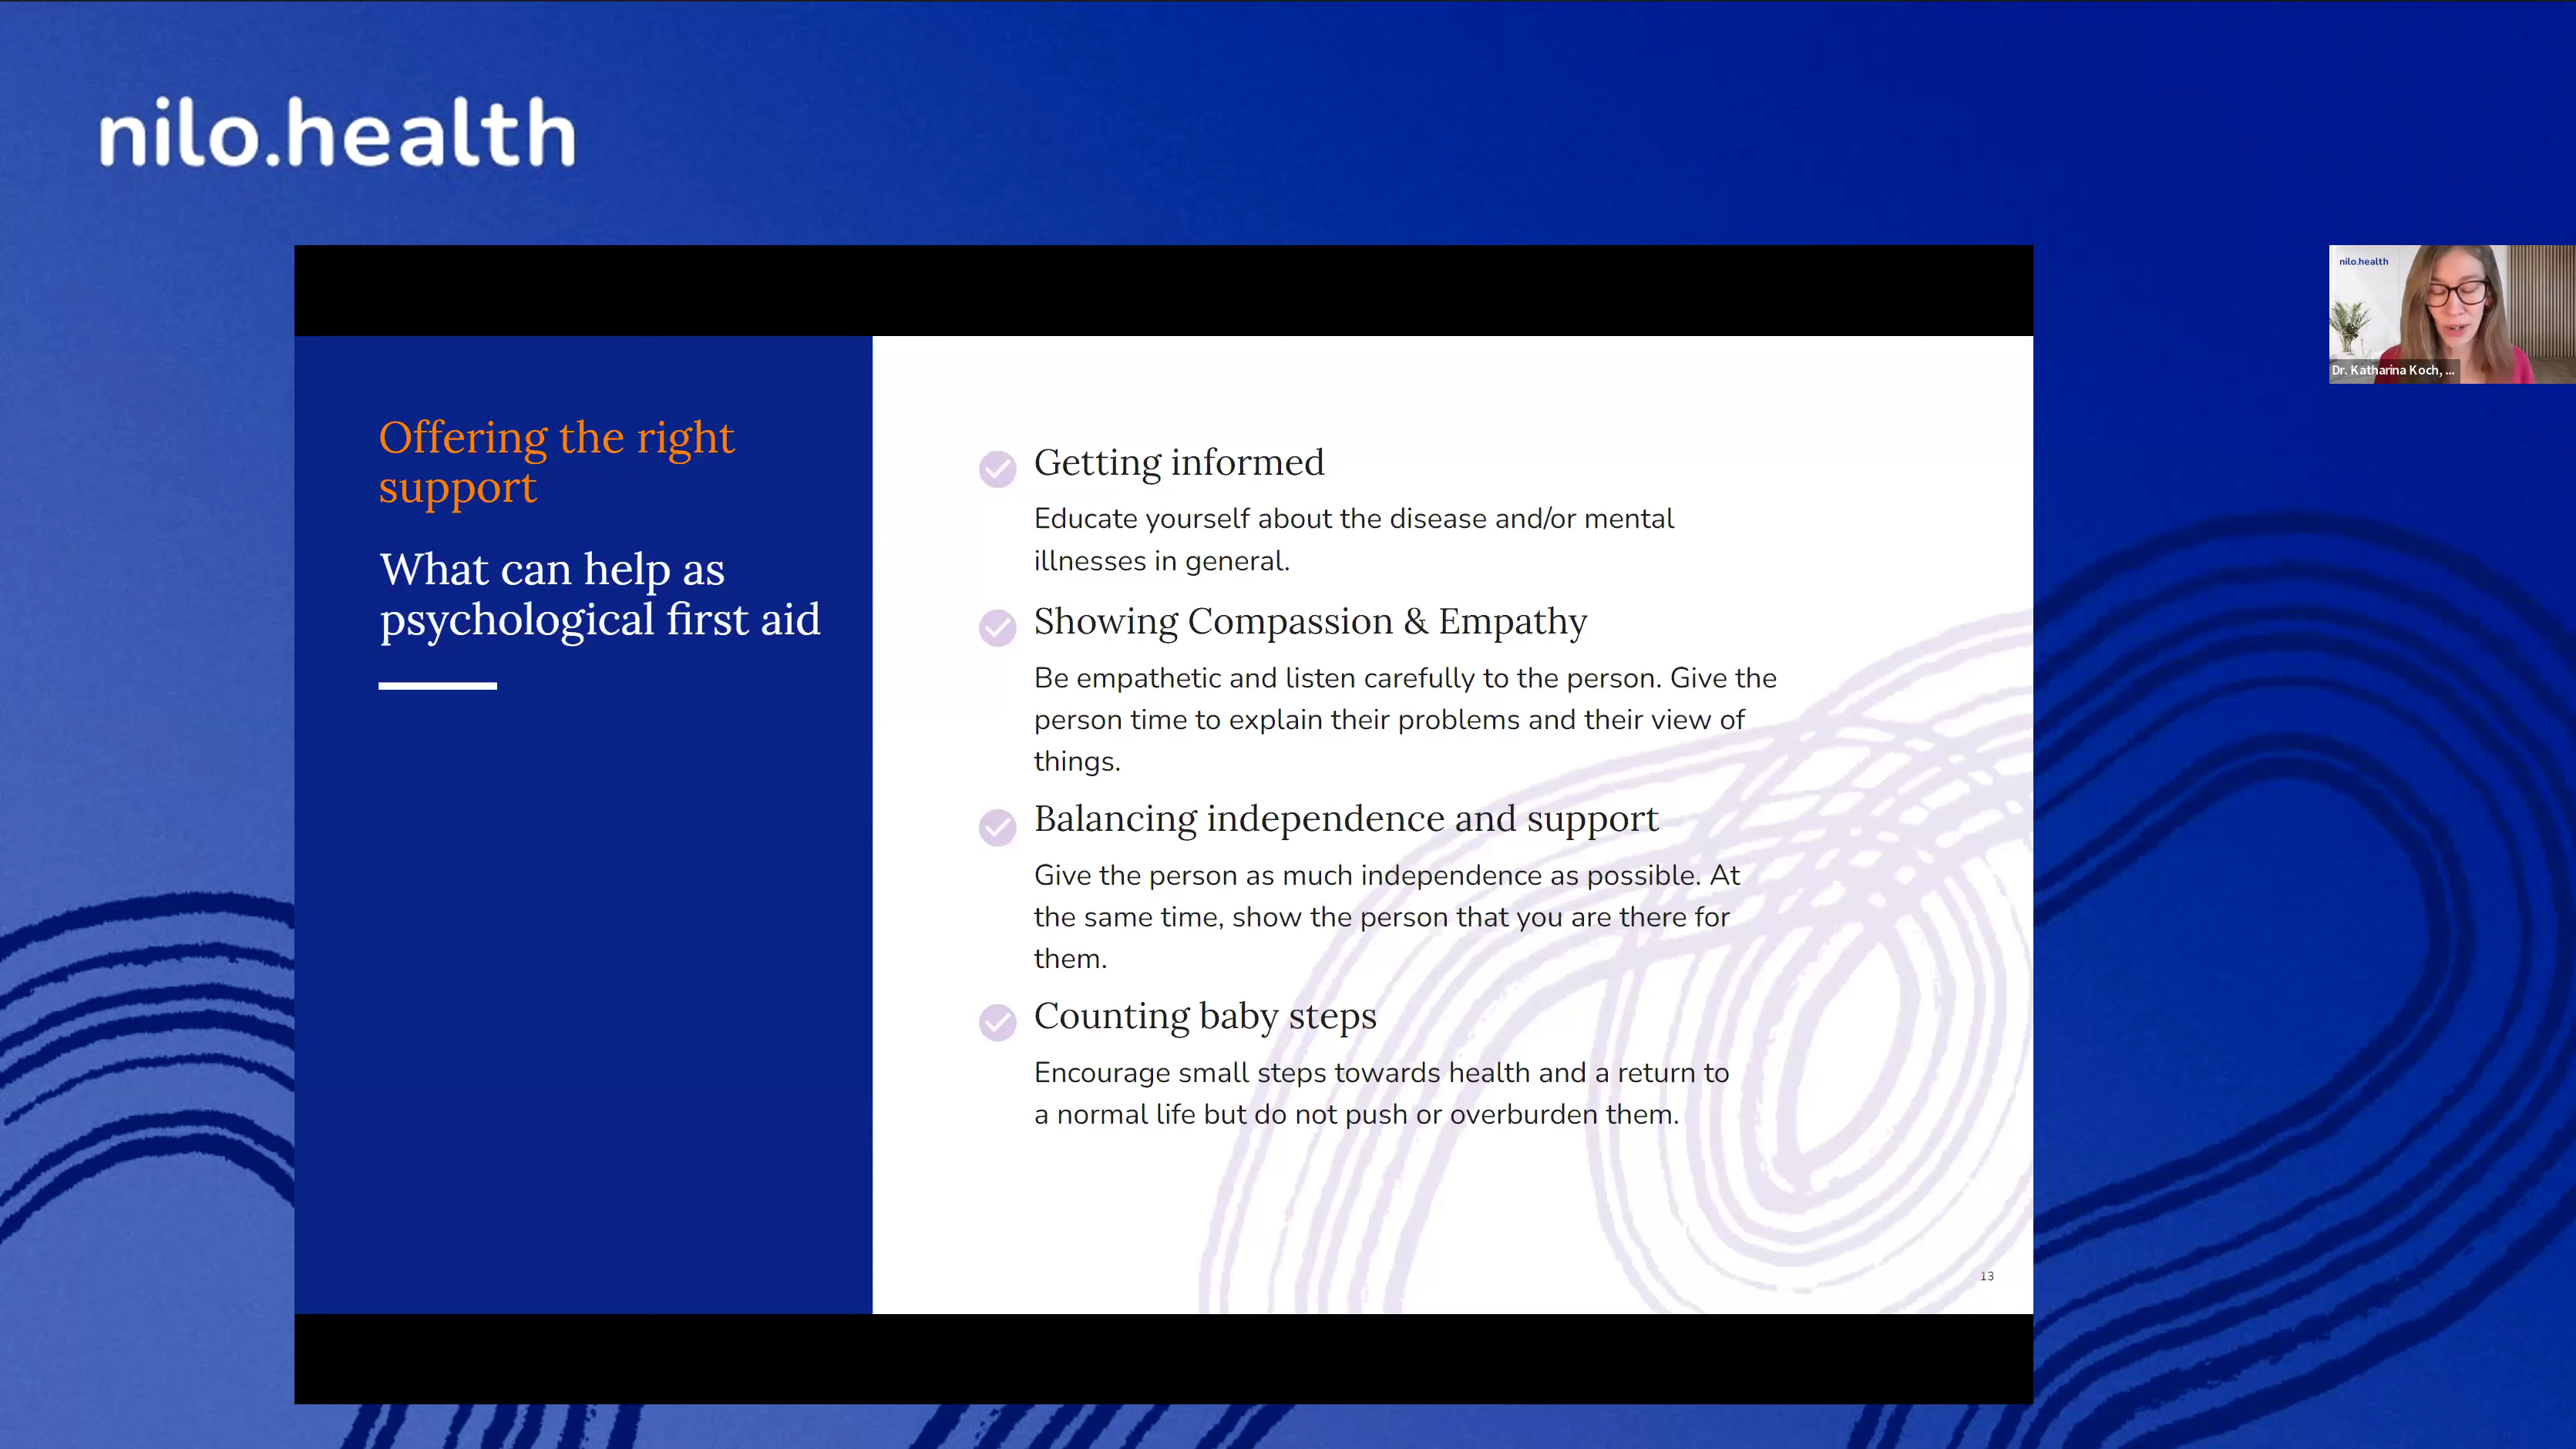 nilo.health
nilo.health
Dr. Katharina Koch, ...
Offering the right
support
What can help as
psychological first aid
Getting informed
Educate yourself about the disease and/or mental
illnesses in general.
Showing Compassion & Empathy
Be empathetic and listen carefully to the person. Give the
person time to explain their problems and their view of
things.
Balancing independence and support
Give the person as much independence as possible. At
the same time, show the person that you are there for
them.
Counting baby steps
Encourage small steps towards health and a return to
a normal life but do not push or overburden them.
13